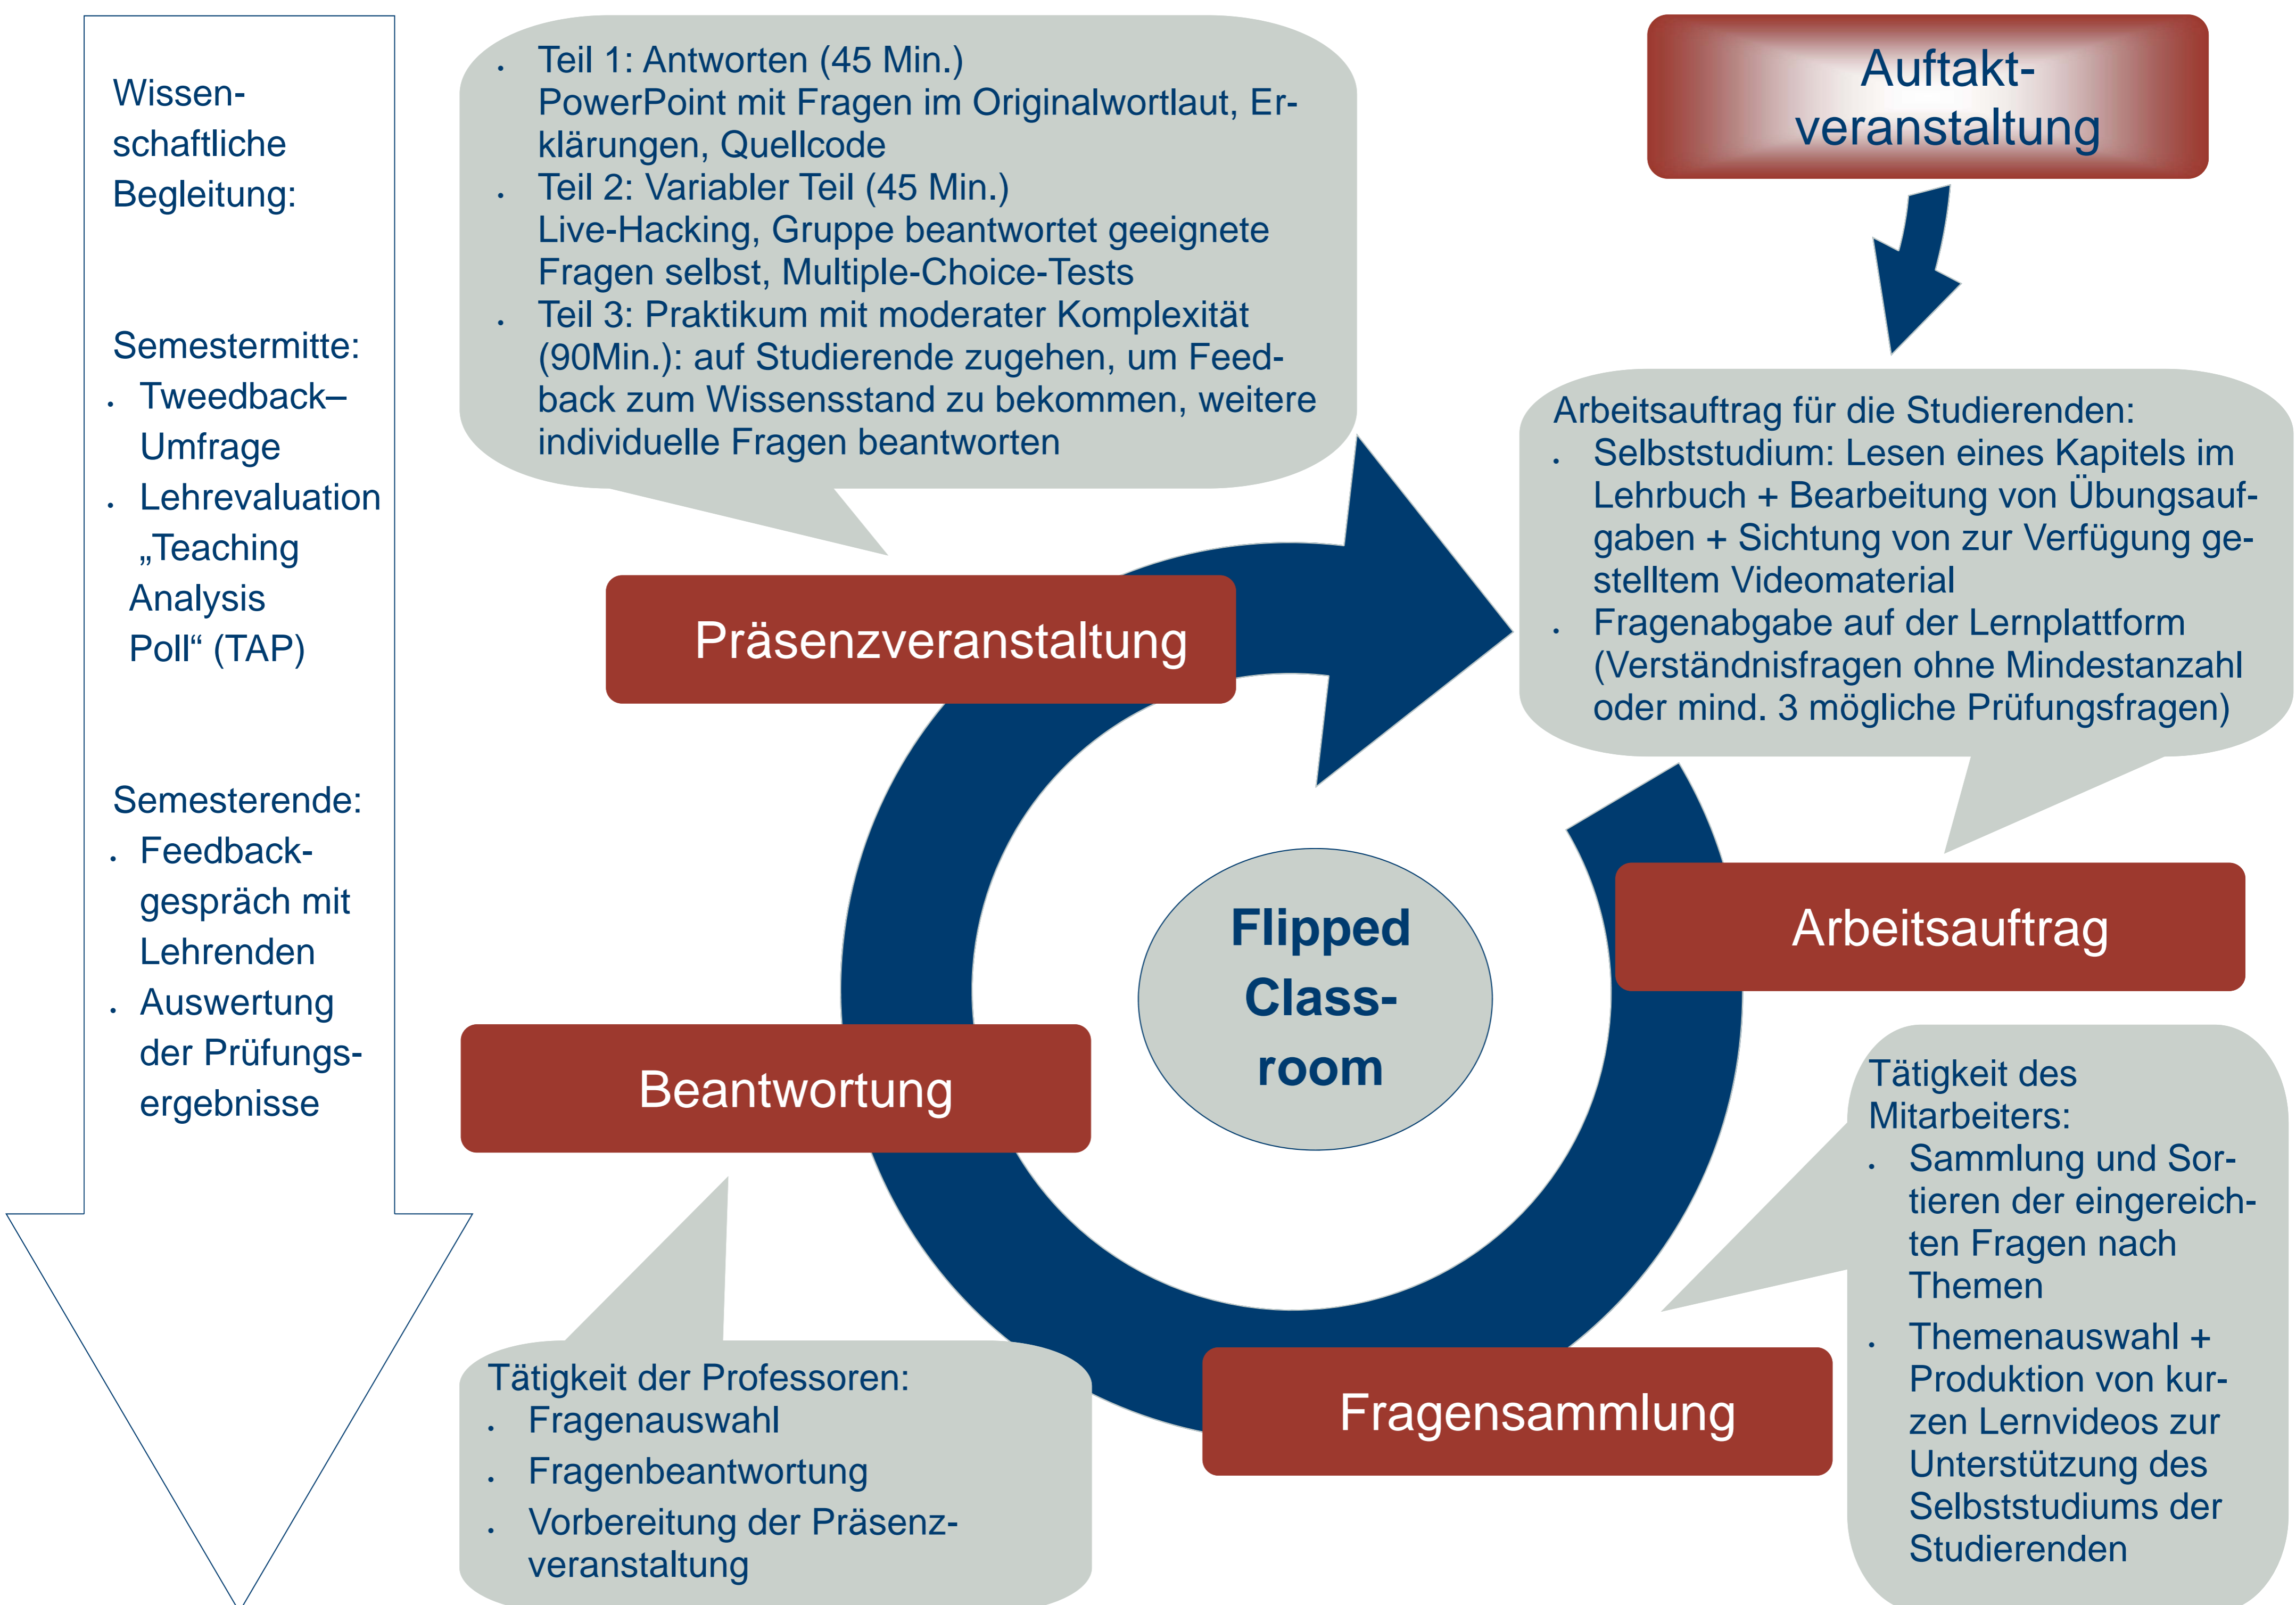 Wissen-
schaftliche
Begleitung:
Semestermitte:
. Tweedback–
Umfrage
. Lehrevaluation
„Teaching
Analysis
Poll“ (TAP)
Semesterende:
. Feedback-
gespräch mit
Lehrenden
. Auswertung
der Prüfungs-
ergebnisse
. Teil 1: Antworten (45 Min.)
PowerPoint mit Fragen im Originalwortlaut, Er-
klärungen, Quellcode
. Teil 2: Variabler Teil (45 Min.)
Live-Hacking, Gruppe beantwortet geeignete
Fragen selbst, Multiple-Choice-Tests
. Teil 3: Praktikum mit moderater Komplexität
(90Min.): auf Studierende zugehen, um Feed-
back zum Wissensstand zu bekommen, weitere
individuelle Fragen beantworten
Auftakt-
veranstaltung
Arbeitsauftrag für die Studierenden:
. Selbststudium: Lesen eines Kapitels im
Lehrbuch + Bearbeitung von Übungsauf-
gaben + Sichtung von zur Verfügung ge-
stelltem Videomaterial
. Fragenabgabe auf der Lernplattform
(Verständnisfragen ohne Mindestanzahl
oder mind. 3 mögliche Prüfungsfragen)
Präsenzveranstaltung
Arbeitsauftrag
Flipped
Class-
room
Beantwortung
Tätigkeit des
Mitarbeiters:
. Sammlung und Sor-
tieren der eingereich-
ten Fragen nach
Themen
. Themenauswahl +
Produktion von kur-
zen Lernvideos zur
Unterstützung des
Selbststudiums der
Studierenden
Fragensammlung
Tätigkeit der Professoren:
. Fragenauswahl
. Fragenbeantwortung
. Vorbereitung der Präsenz-
veranstaltung